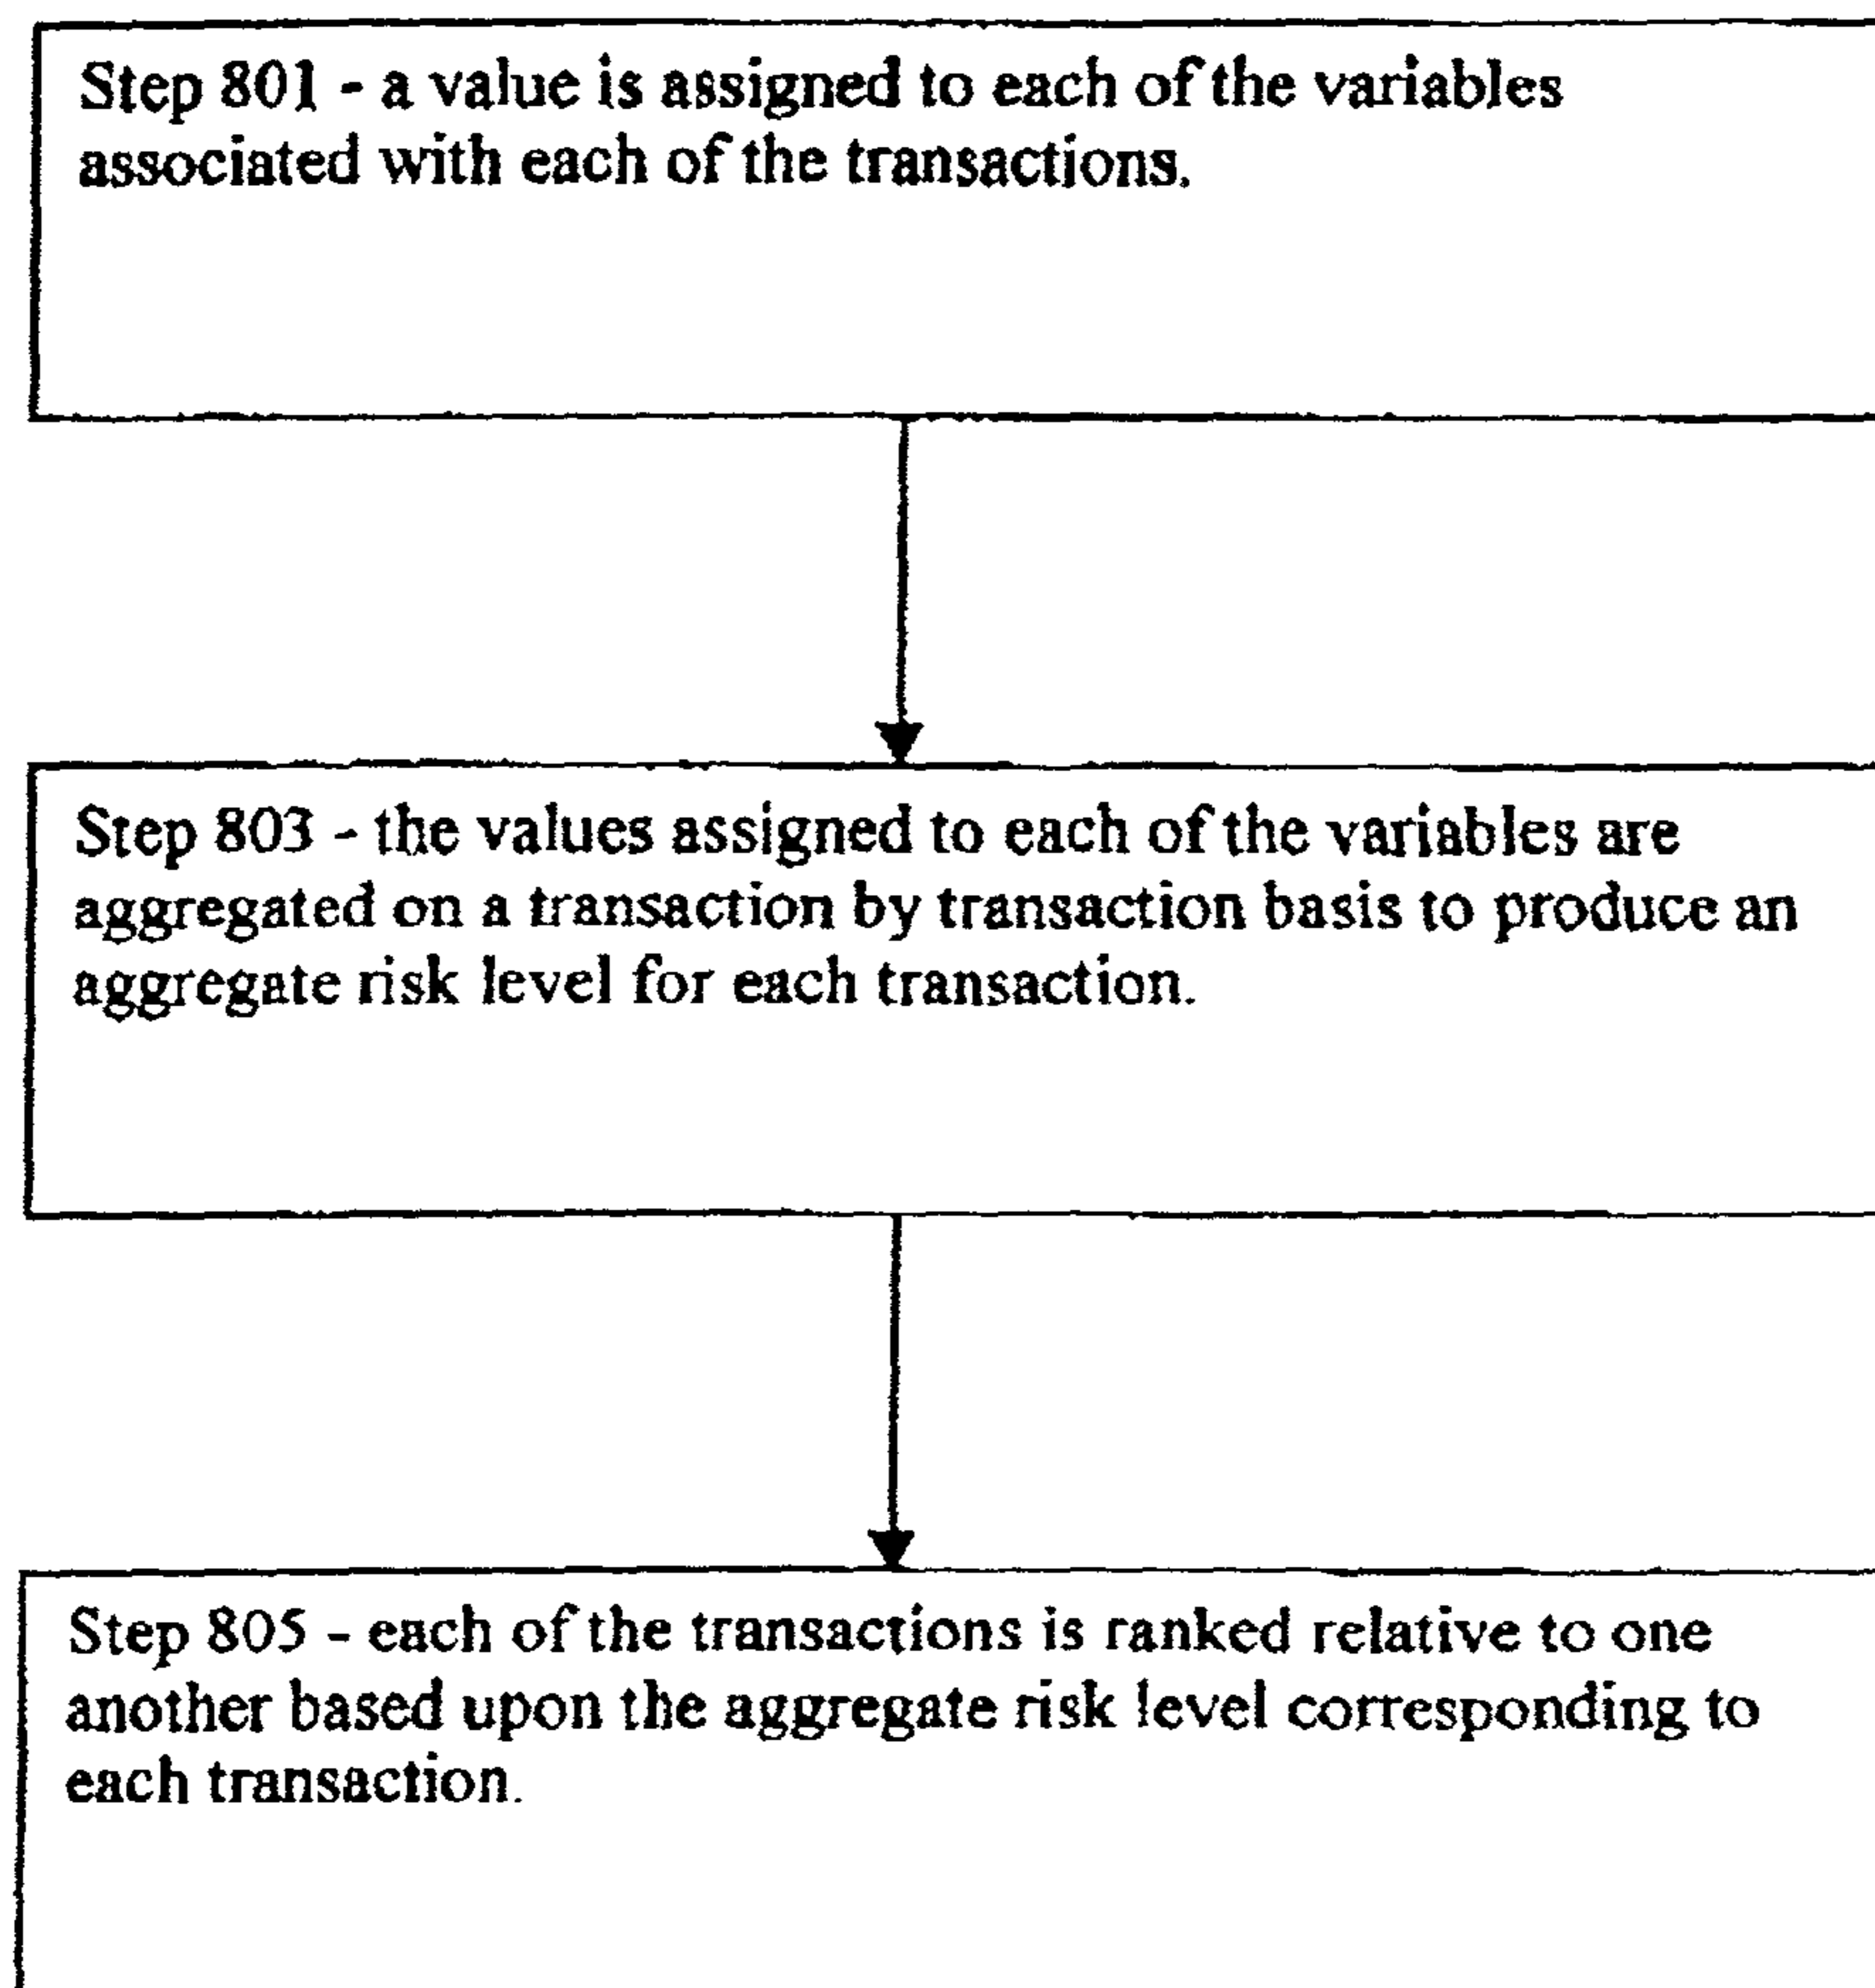 Step 801 - a value is assigned to each of the variables
associated with each of the transactions.
Step 803 - the values assigned to each of the variables are
aggregated on a transaction by transaction basis to produce an
aggregate risk level for each transaction.
Step 805 - each of the transactions is ranked relative to one
another based upon the aggregate risk level corresponding to
each transaction.